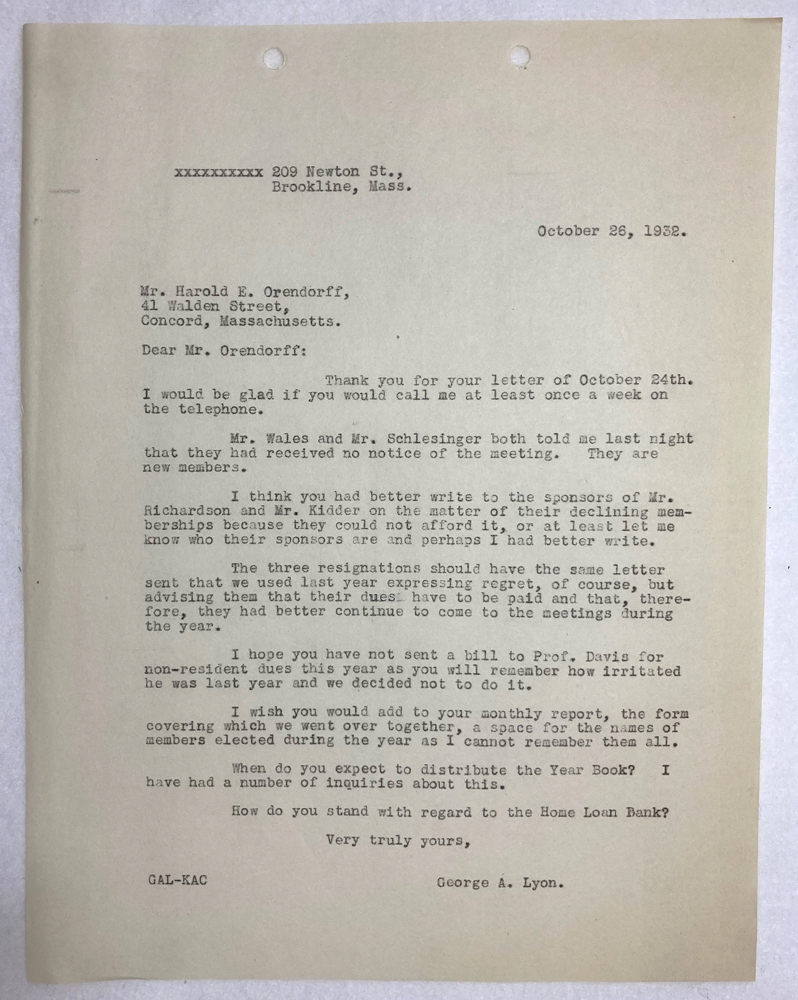 xxxxxxxxxx 209 Newton St.,
Brookline, Mass.
October 26, 1932.
Mr. Harold E. Orendorff,
41 Walden Street,
Concord, Massachusetts.
Dear Mr. Orendorff:
Thank you for your letter of October 24th.
I would be glad if you would call me at least once a week on
the telephone.
Mr. Wales and Mr. Schlesinger both told me last night
that they had received no notice of the meeting. They are
new members.
I think you had better write to the sponsors of Mr.
Richardson and Mr. Kidder on the matter of their declining mem-
berships because they could not afford it, or at least let me
know who their sponsors are and perhaps I had better write.
The three resignations should have the same letter
sent that we used last year expressing regret, of course, but
advising them that their dues have to be paid and that, there-
fore, they had better continue to come to the meetings during
the year.
I hope you have not sent a bill to Prof. Davis for
non-resident dues this year as you will remember how irritated
he was last year and we decided not to do it.
I wish you would add to your monthly report, the form
covering which we went over together, a space for the names of
members elected during the year as I cannot remember them all.
When do you expect to distribute the Year Book? I
have had a number of inquiries about this.
How do you stand with regard to the Home Loan Bank?
Very truly yours,
GAL-KAC
George A. Lyon.